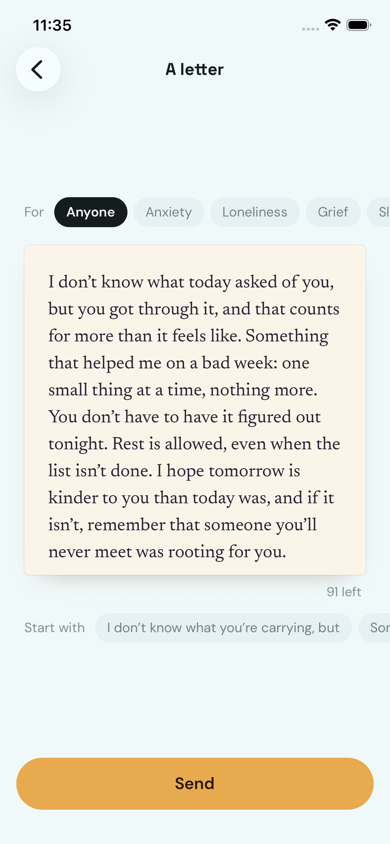 11:35
A letter
For Anyone Anxiety Loneliness Grief
I don’t know what today asked of you,
but you got through it, and that counts
for more than it feels like. Something
that helped me on a bad week: one
small thing at a time, nothing more.
You don’t have to have it figured out
tonight. Rest is allowed, even when the
list isn’t done. I hope tomorrow is
kinder to you than today was, and if it
isn’t, remember that someone you’ll
never meet was rooting for you.
91 left
Start with I don’t know what you’re carrying, but
Send